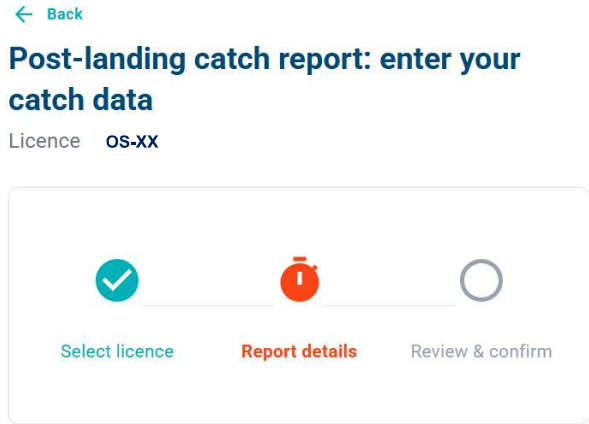 Back
Post-landing catch report: enter your
catch data
Licence OS-XX
Select licence Report details Review & confirm